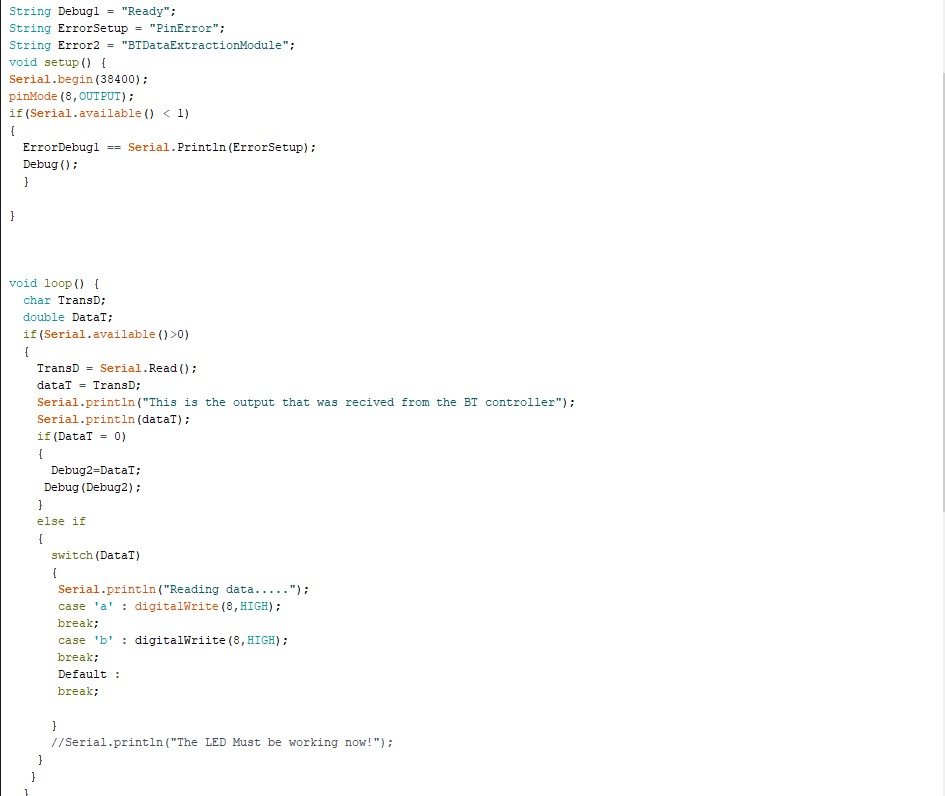 String Debug1 = "Ready";
String ErrorSetup = "PinError";
String Error2 = "BTDataExtractionModule";
void setup() {
Serial.begin(38400);
pinMode(8,OUTPUT);
if(Serial.available() < 1)
{
ErrorDebug1 == Serial.Println(ErrorSetup);
Debug();
}
}
void loop() {
char TransD;
double DataT;
if(Serial.available()>0)
{
TransD = Serial.Read();
dataT = TransD;
Serial.println("This is the output that was recived from the BT controller");
Serial.println(dataT);
if(DataT = 0)
{
Debug2=DataT;
Debug(Debug2);
}
else if
{
switch(DataT)
{
Serial.println("Reading data.....");
case 'a' : digitalWrite(8,HIGH);
break;
case 'b' : digitalWriite(8,HIGH);
break;
Default :
break;
}
//Serial.println("The LED Must be working now!");
}
}
}